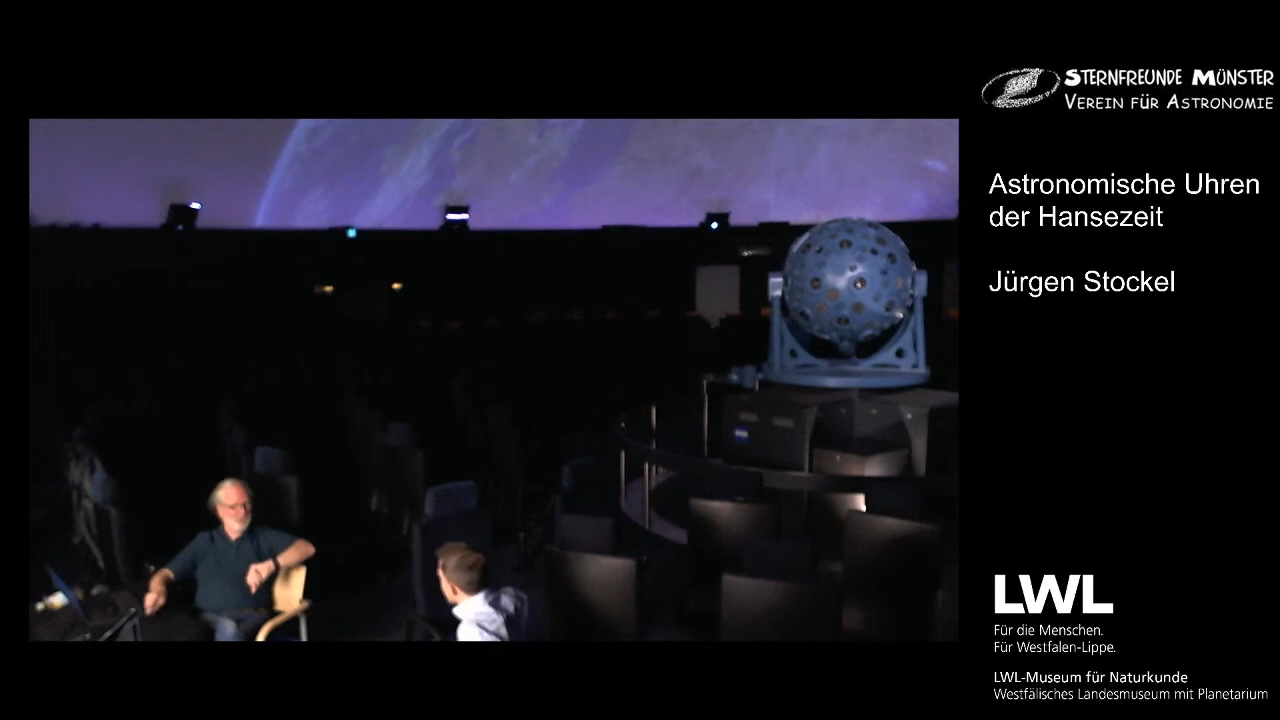 STERNFREUNDE MÜNSTER
VEREIN FÜR ASTRONOMIE
Astronomische Uhren
der Hansezeit
Jürgen Stockel
LWL
Für die Menschen.
Für Westfalen-Lippe.
LWL-Museum für Naturkunde
Westfälisches Landesmuseum mit Planetarium